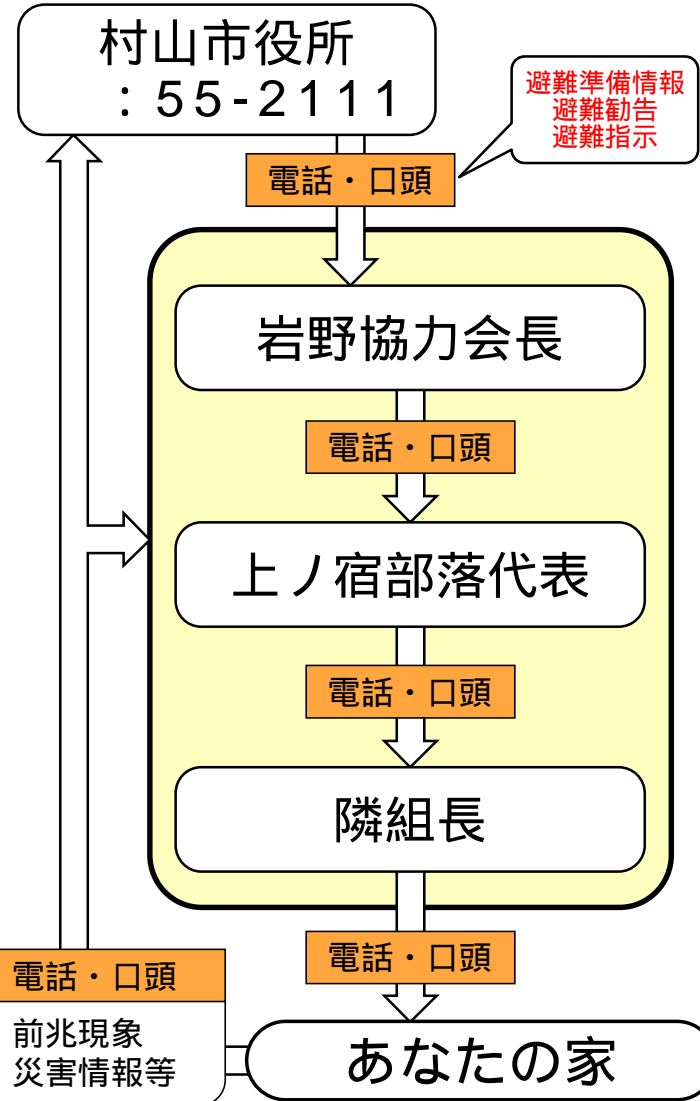 村山市役所
：55-2111
避難準備情報
避難勧告
避難指示
電話・口頭
岩野協力会長
電話・口頭
上ノ宿部落代表
電話・口頭
隣組長
電話・口頭
電話・口頭
前兆現象
災害情報等
あなたの家